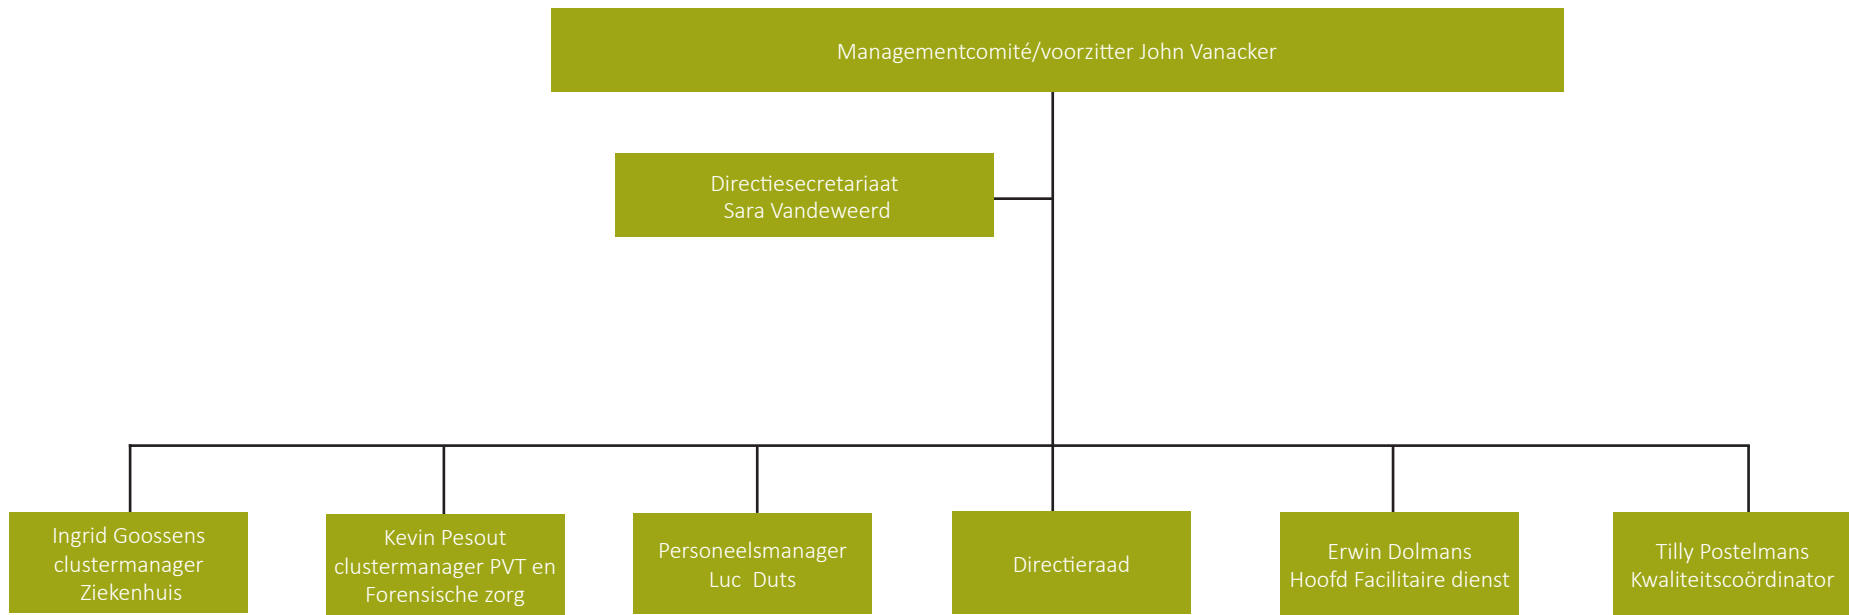 Managementcomité/voorzitter John Vanacker
Directiesecretariaat
Sara Vandeweerd
Ingrid Goossens
clustermanager
Ziekenhuis
Kevin Pesout
clustermanager PVT en
Forensische zorg
Personeelsmanager
Luc Duts
Directieraad
Erwin Dolmans
Hoofd Facilitaire dienst
Tilly Postelmans
Kwaliteitscoördinator